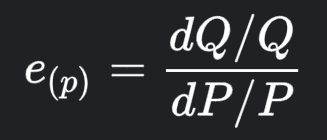 e₍ₚ₎ = dQ/Q
dP/P